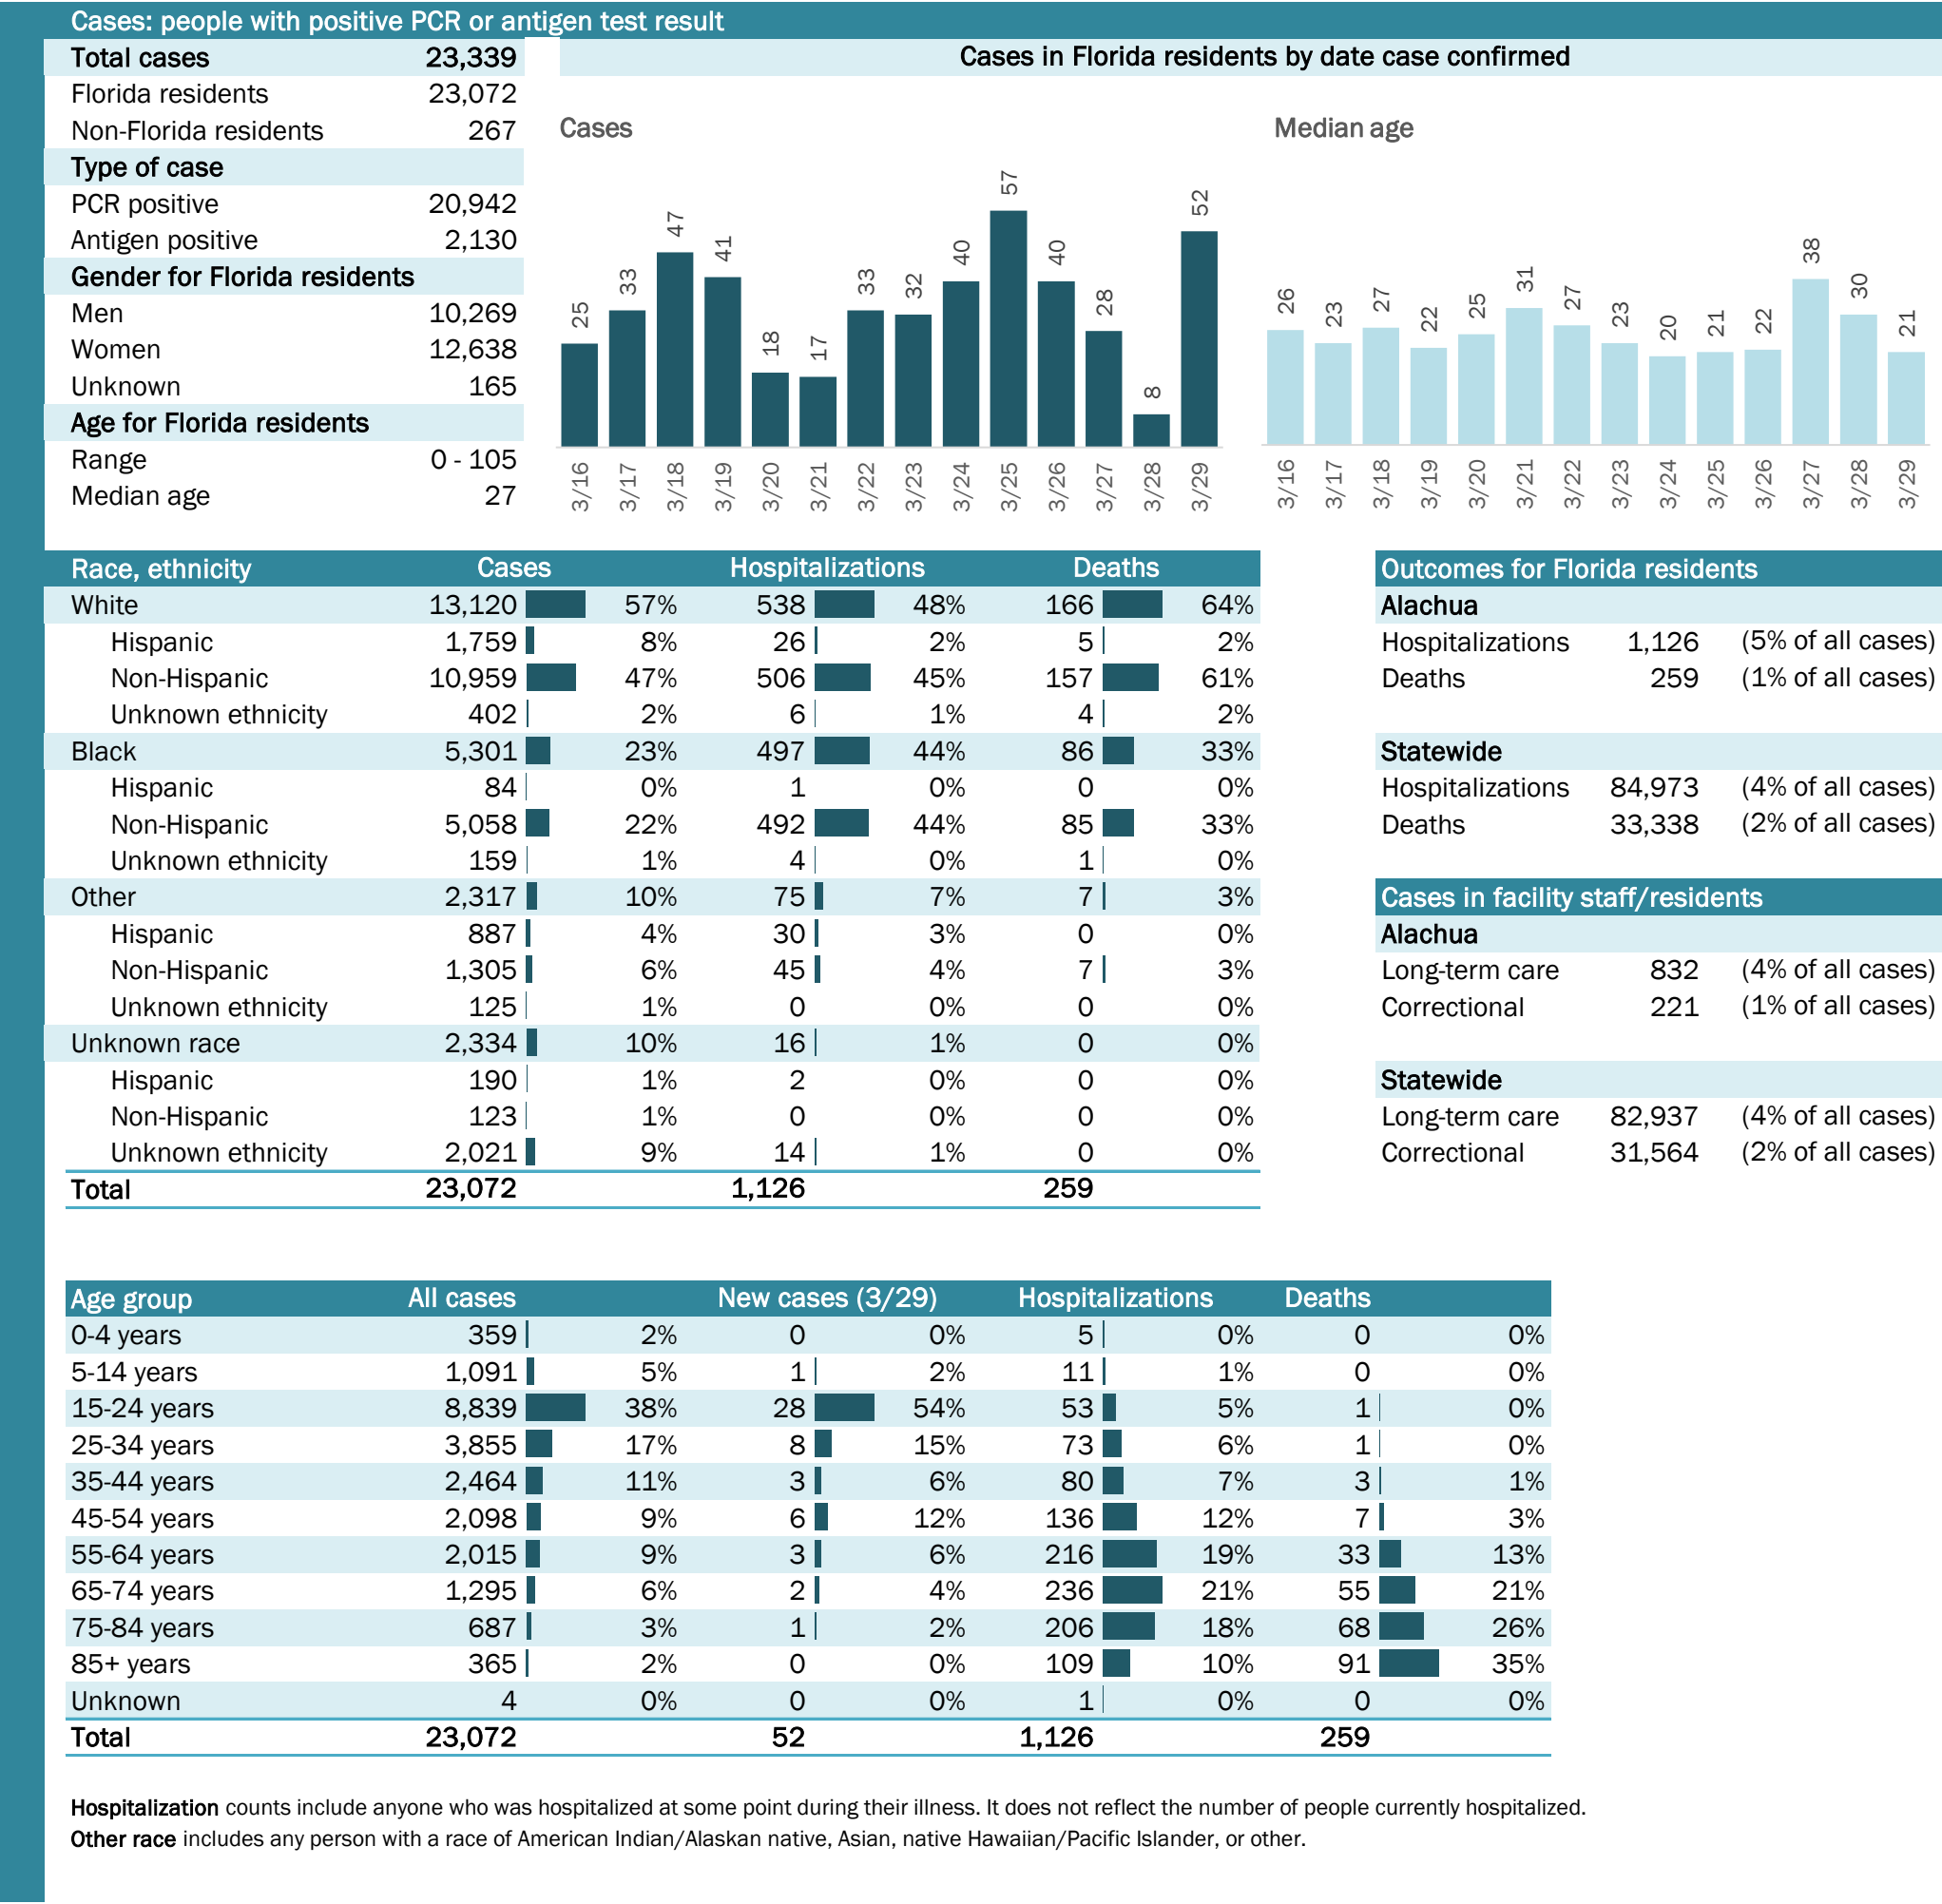 Cases: people with positive PCR or antigen test result
Total cases 23,339
Florida residents 23,072
Non-Florida residents 267
Type of case
PCR positive 20,942
Antigen positive 2,130
Gender for Florida residents
Men 10,269
Women 12,638
Unknown 165
Age for Florida residents
Range 0 - 105
Median age 27
Cases in Florida residents by date case confirmed
Cases
25 33 47 41 18 17 33 32 40 57 40 28 8 52
3/16 3/17 3/18 3/19 3/20 3/21 3/22 3/23 3/24 3/25 3/26 3/27 3/28 3/29
Median age
26 23 27 22 25 31 27 23 20 21 22 38 30 21
3/16 3/17 3/18 3/19 3/20 3/21 3/22 3/23 3/24 3/25 3/26 3/27 3/28 3/29
Race, ethnicity Cases Hospitalizations Deaths
White 13,120 57% 538 48% 166 64%
Hispanic 1,759 8% 26 2% 5 2%
Non-Hispanic 10,959 47% 506 45% 157 61%
Unknown ethnicity 402 2% 6 1% 4 2%
Black 5,301 23% 497 44% 86 33%
Hispanic 84 0% 1 0% 0 0%
Non-Hispanic 5,058 22% 492 44% 85 33%
Unknown ethnicity 159 1% 4 0% 1 0%
Other 2,317 10% 75 7% 7 3%
Hispanic 887 4% 30 3% 0 0%
Non-Hispanic 1,305 6% 45 4% 7 3%
Unknown ethnicity 125 1% 0 0% 0 0%
Unknown race 2,334 10% 16 1% 0 0%
Hispanic 190 1% 2 0% 0 0%
Non-Hispanic 123 1% 0 0% 0 0%
Unknown ethnicity 2,021 9% 14 1% 0 0%
Total 23,072 1,126 259
Outcomes for Florida residents
Alachua
Hospitalizations 1,126 (5% of all cases)
Deaths 259 (1% of all cases)
Statewide
Hospitalizations 84,973 (4% of all cases)
Deaths 33,338 (2% of all cases)
Cases in facility staff/residents
Alachua
Long-term care 832 (4% of all cases)
Correctional 221 (1% of all cases)
Statewide
Long-term care 82,937 (4% of all cases)
Correctional 31,564 (2% of all cases)
Age group All cases New cases (3/29) Hospitalizations Deaths
0-4 years 359 2% 0 0% 5 0% 0 0%
5-14 years 1,091 5% 1 2% 11 1% 0 0%
15-24 years 8,839 38% 28 54% 53 5% 1 0%
25-34 years 3,855 17% 8 15% 73 6% 1 0%
35-44 years 2,464 11% 3 6% 80 7% 3 1%
45-54 years 2,098 9% 6 12% 136 12% 7 3%
55-64 years 2,015 9% 3 6% 216 19% 33 13%
65-74 years 1,295 6% 2 4% 236 21% 55 21%
75-84 years 687 3% 1 2% 206 18% 68 26%
85+ years 365 2% 0 0% 109 10% 91 35%
Unknown 4 0% 0 0% 1 0% 0 0%
Total 23,072 52 1,126 259
Hospitalization counts include anyone who was hospitalized at some point during their illness. It does not reflect the number of people currently hospitalized.
Other race includes any person with a race of American Indian/Alaskan native, Asian, native Hawaiian/Pacific Islander, or other.